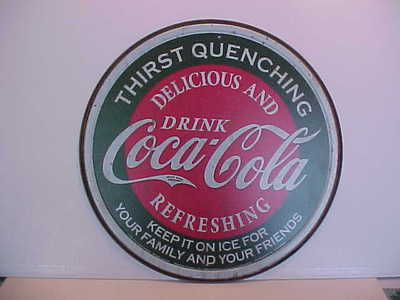 THIRST QUENCHING
DELICIOUS AND
DRINK
Coca-Cola
REFRESHING
KEEP IT ON ICE FOR
YOUR FAMILY AND YOUR FRIENDS